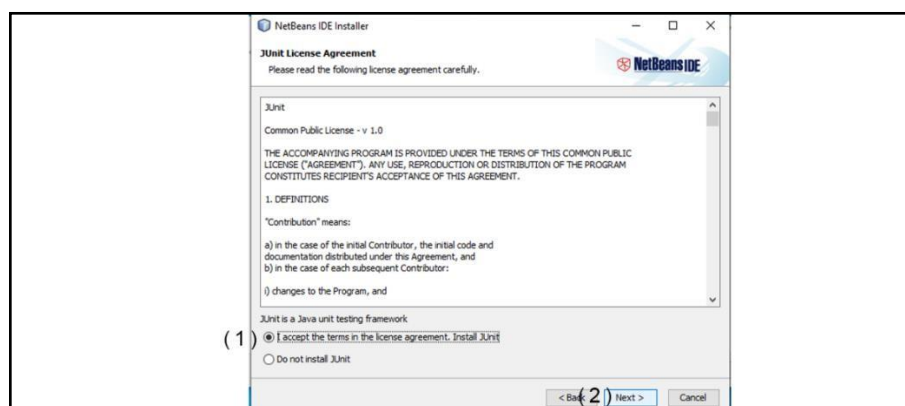 NetBeans IDE Installer
JUnit License Agreement
Please read the following license agreement carefully.
NetBeans IDE
JUnit
Common Public License - v 1.0
THE ACCOMPANYING PROGRAM IS PROVIDED UNDER THE TERMS OF THIS COMMON PUBLIC
LICENSE ("AGREEMENT"). ANY USE, REPRODUCTION OR DISTRIBUTION OF THE PROGRAM
CONSTITUTES RECIPIENT'S ACCEPTANCE OF THIS AGREEMENT.
1. DEFINITIONS
"Contribution" means:
a) in the case of the initial Contributor, the initial code and
documentation distributed under this Agreement, and
b) in the case of each subsequent Contributor:
i) changes to the Program, and
JUnit is a Java unit testing framework
(1) I accept the terms in the license agreement. Install JUnit
Do not install JUnit
< Back (2) Next > Cancel